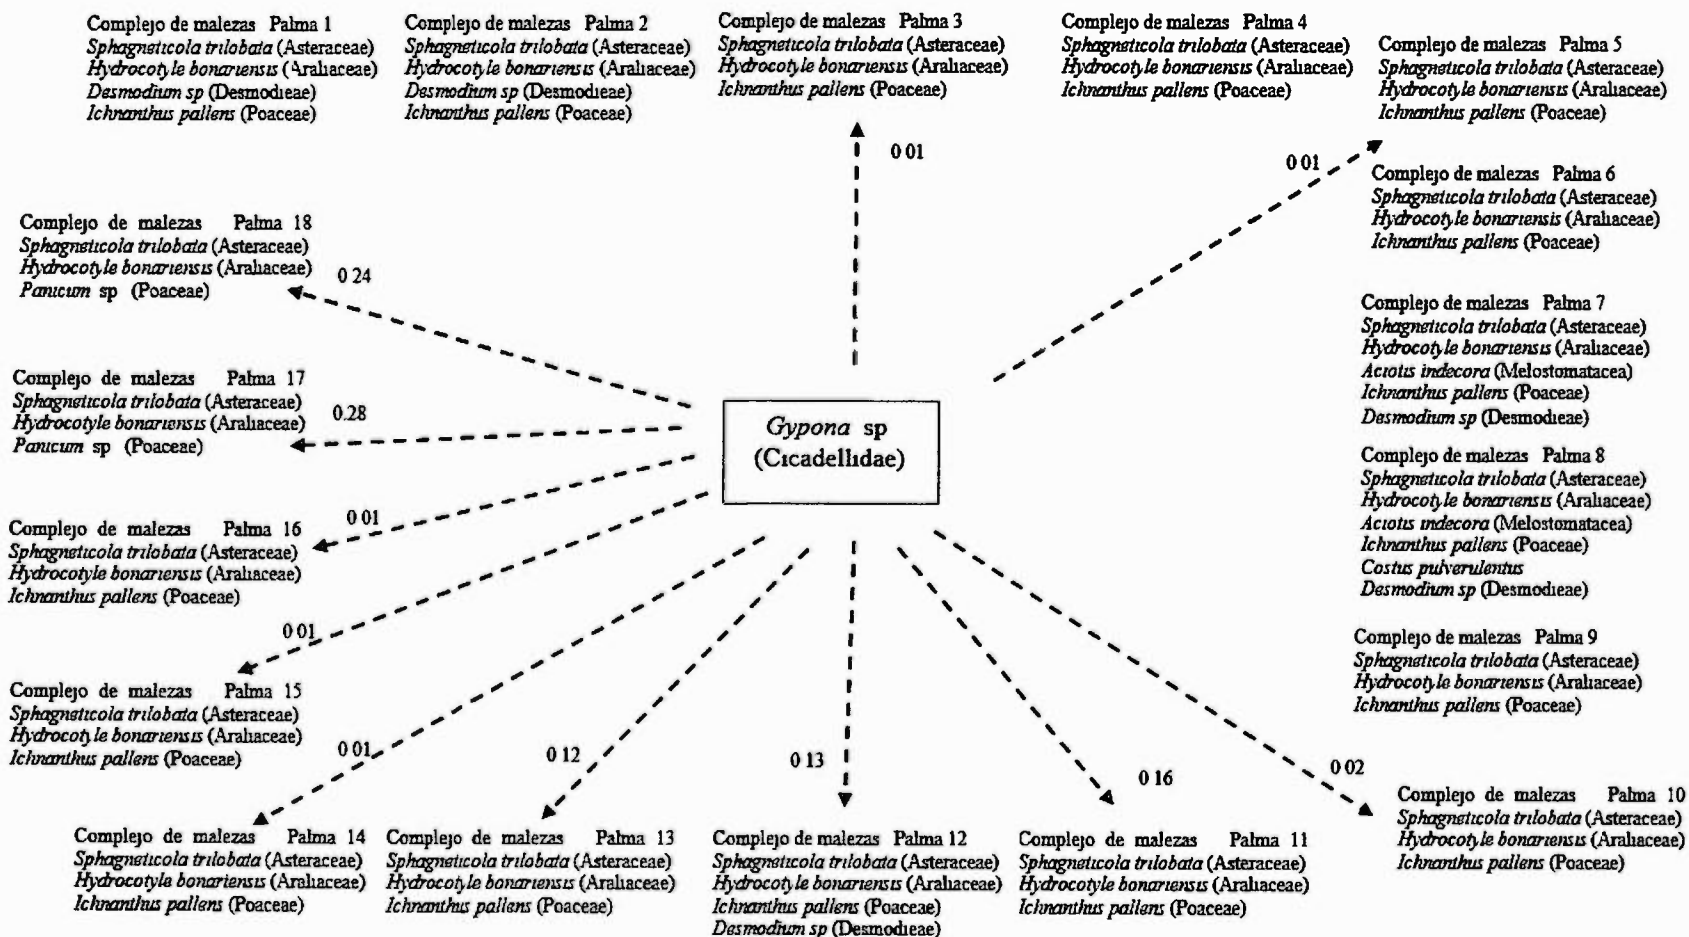 Complejo de malezas Palma 1
Sphagneticola trilobata (Asteraceae)
Hydrocotyle bonariensis (Araliaceae)
Desmodium sp (Desmodieae)
Ichnanthus pallens (Poaceae)
Complejo de malezas Palma 2
Sphagneticola trilobata (Asteraceae)
Hydrocotyle bonariensis (Araliaceae)
Desmodium sp (Desmodieae)
Ichnanthus pallens (Poaceae)
Complejo de malezas Palma 3
Sphagneticola trilobata (Asteraceae)
Hydrocotyle bonariensis (Araliaceae)
Ichnanthus pallens (Poaceae)
0 01
Complejo de malezas Palma 4
Sphagneticola trilobata (Asteraceae)
Hydrocotyle bonariensis (Araliaceae)
Ichnanthus pallens (Poaceae)
Complejo de malezas Palma 5
Sphagneticola trilobata (Asteraceae)
Hydrocotyle bonariensis (Araliaceae)
Ichnanthus pallens (Poaceae)
0 01
Complejo de malezas Palma 6
Sphagneticola trilobata (Asteraceae)
Hydrocotyle bonariensis (Araliaceae)
Ichnanthus pallens (Poaceae)
Complejo de malezas Palma 7
Sphagneticola trilobata (Asteraceae)
Hydrocotyle bonariensis (Araliaceae)
Aciotis indecora (Melostomatacea)
Ichnanthus pallens (Poaceae)
Desmodium sp (Desmodieae)
Complejo de malezas Palma 8
Sphagneticola trilobata (Asteraceae)
Hydrocotyle bonariensis (Araliaceae)
Aciotis indecora (Melostomatacea)
Ichnanthus pallens (Poaceae)
Costus pulverulentus
Desmodium sp (Desmodieae)
Complejo de malezas Palma 9
Sphagneticola trilobata (Asteraceae)
Hydrocotyle bonariensis (Araliaceae)
Ichnanthus pallens (Poaceae)
0 02
Complejo de malezas Palma 10
Sphagneticola trilobata (Asteraceae)
Hydrocotyle bonariensis (Araliaceae)
Ichnanthus pallens (Poaceae)
0 16
Complejo de malezas Palma 11
Sphagneticola trilobata (Asteraceae)
Hydrocotyle bonariensis (Araliaceae)
Ichnanthus pallens (Poaceae)
0 13
Complejo de malezas Palma 12
Sphagneticola trilobata (Asteraceae)
Hydrocotyle bonariensis (Araliaceae)
Ichnanthus pallens (Poaceae)
Desmodium sp (Desmodieae)
0 12
Complejo de malezas Palma 13
Sphagneticola trilobata (Asteraceae)
Hydrocotyle bonariensis (Araliaceae)
Ichnanthus pallens (Poaceae)
0 01
Complejo de malezas Palma 14
Sphagneticola trilobata (Asteraceae)
Hydrocotyle bonariensis (Araliaceae)
Ichnanthus pallens (Poaceae)
0 01
Complejo de malezas Palma 15
Sphagneticola trilobata (Asteraceae)
Hydrocotyle bonariensis (Araliaceae)
Ichnanthus pallens (Poaceae)
0 01
Complejo de malezas Palma 16
Sphagneticola trilobata (Asteraceae)
Hydrocotyle bonariensis (Araliaceae)
Ichnanthus pallens (Poaceae)
0.28
Complejo de malezas Palma 17
Sphagneticola trilobata (Asteraceae)
Hydrocotyle bonariensis (Araliaceae)
Panicum sp (Poaceae)
0 24
Complejo de malezas Palma 18
Sphagneticola trilobata (Asteraceae)
Hydrocotyle bonariensis (Araliaceae)
Panicum sp (Poaceae)
Gypona sp
(Cicadellidae)